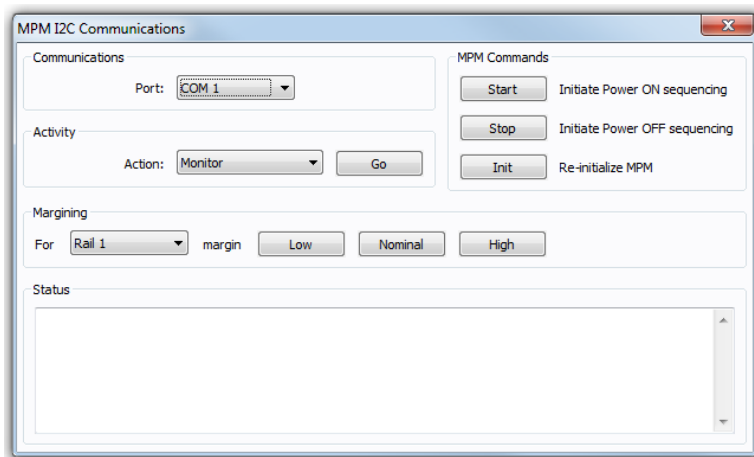 MPM I2C Communications
Communications
Port: COM 1
Activity
Action: Monitor Go
MPM Commands
Start Initiate Power ON sequencing
Stop Initiate Power OFF sequencing
Init Re-initialize MPM
Margining
For Rail 1 margin Low Nominal High
Status